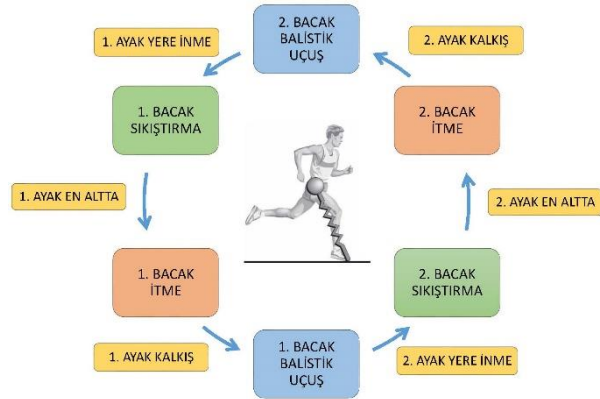 2. BACAK
BALİSTİK
UÇUŞ
1. AYAK YERE İNME
2. AYAK KALKIŞ
1. BACAK
SIKIŞTIRMA
2. BACAK
İTME
1. AYAK EN ALTTA
2. AYAK EN ALTTA
1. BACAK
İTME
2. BACAK
SIKIŞTIRMA
1. AYAK KALKIŞ
1. BACAK
BALİSTİK
UÇUŞ
2. AYAK YERE İNME